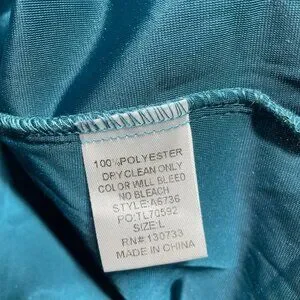 100%POLYESTER
DRY CLEAN ONLY
COLOR WILL BLEED
NO BLEACH
STYLE:A6736
PO:TL70592
SIZE:L
RN# 130733
MADE IN CHINA